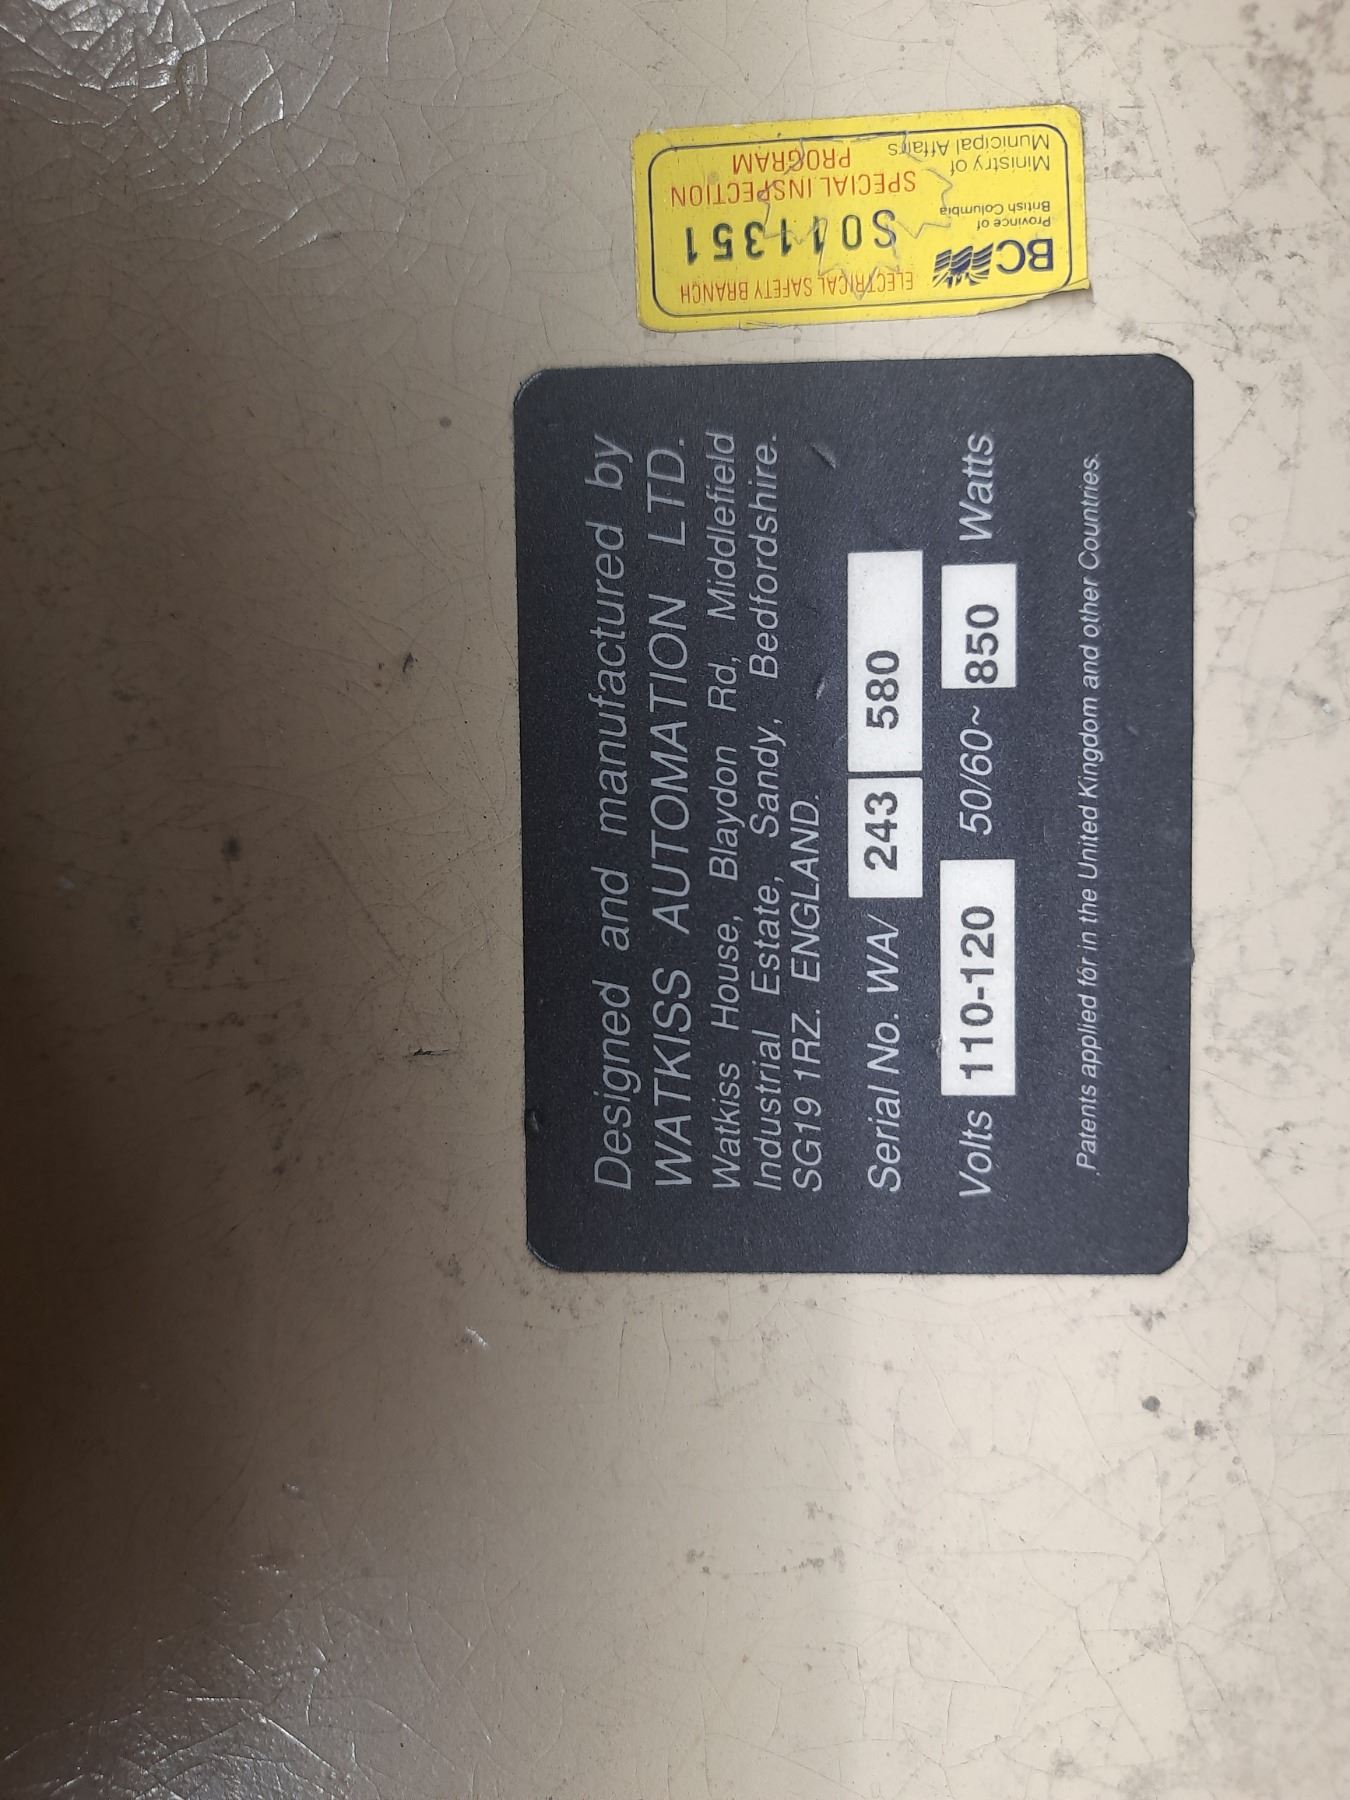 Designed and manufactured by
WATKISS AUTOMATION LTD.
Watkiss House, Blaydon Rd, Middlefield
Industrial Estate, Sandy, Bedfordshire.
SG19 1RZ. ENGLAND.
Serial No. WA/ 243 580
Volts 110-120 50/60~ 850 Watts
Patents applied for in the United Kingdom and other Countries.
BC
Province of
British Columbia
Ministry of
Municipal Affairs
ELECTRICAL SAFETY BRANCH
S011351
SPECIAL INSPECTION
PROGRAM